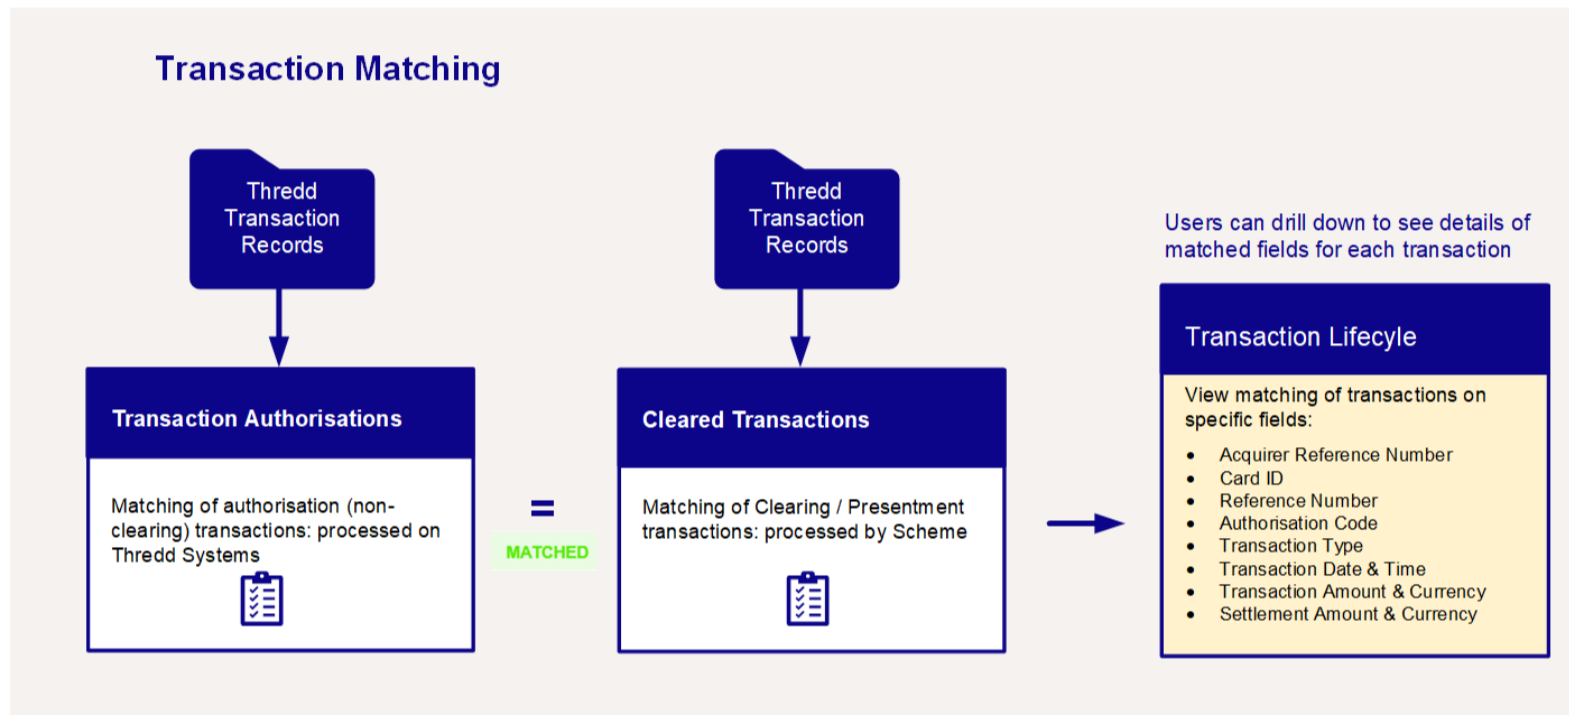 Transaction Matching
Thredd
Transaction
Records
Transaction Authorisations
Matching of authorisation (non-
clearing) transactions: processed on
Thredd Systems
=
MATCHED
Thredd
Transaction
Records
Cleared Transactions
Matching of Clearing / Presentment
transactions: processed by Scheme
Users can drill down to see details of
matched fields for each transaction
Transaction Lifecyle
View matching of transactions on
specific fields:
• Acquirer Reference Number
• Card ID
• Reference Number
• Authorisation Code
• Transaction Type
• Transaction Date & Time
• Transaction Amount & Currency
• Settlement Amount & Currency